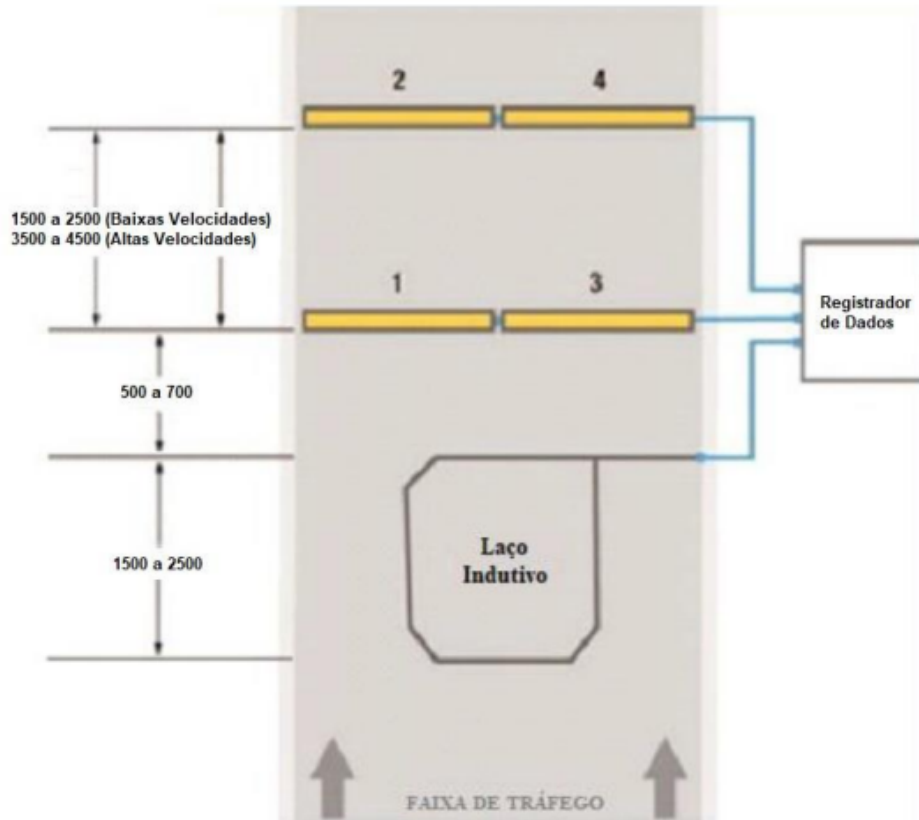 2 4
1500 a 2500 (Baixas Velocidades)
3500 a 4500 (Altas Velocidades)
1 3
Registrador
de Dados
500 a 700
Laço
Indutivo
1500 a 2500
FAIXA DE TRÁFEGO